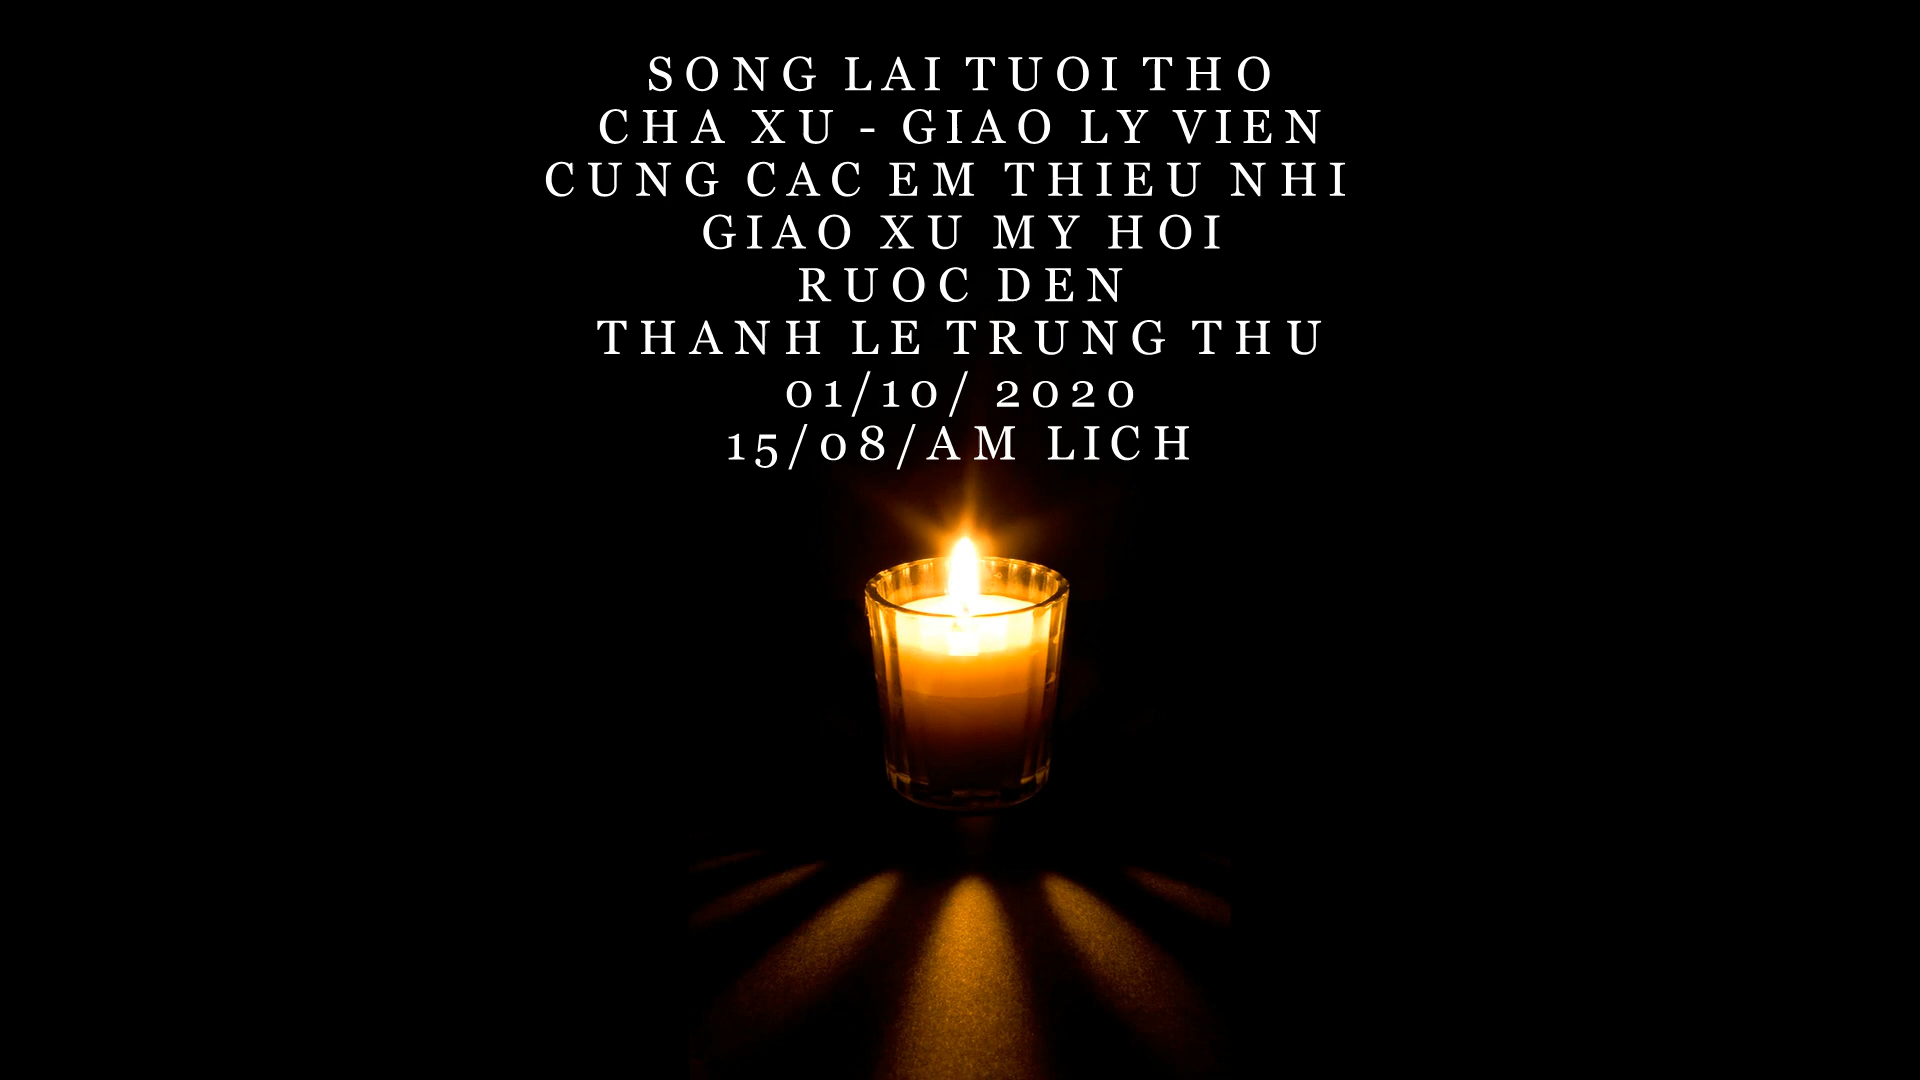 SONG LAI TUOI THO
CHA XU - GIAO LY VIEN
CUNG CAC EM THIEU NHI
GIAO XU MY HOI
RUOC DEN
THANH LE TRUNG THU
01/10/ 2020
15/08/AM LICH